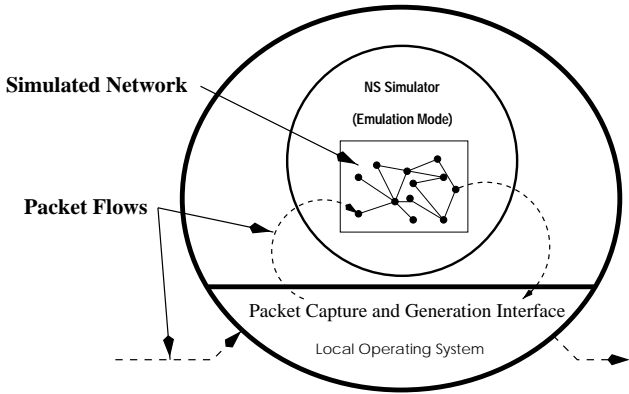 NS Simulator
(Emulation Mode)
Simulated Network
Packet Flows
Packet Capture and Generation Interface
Local Operating System